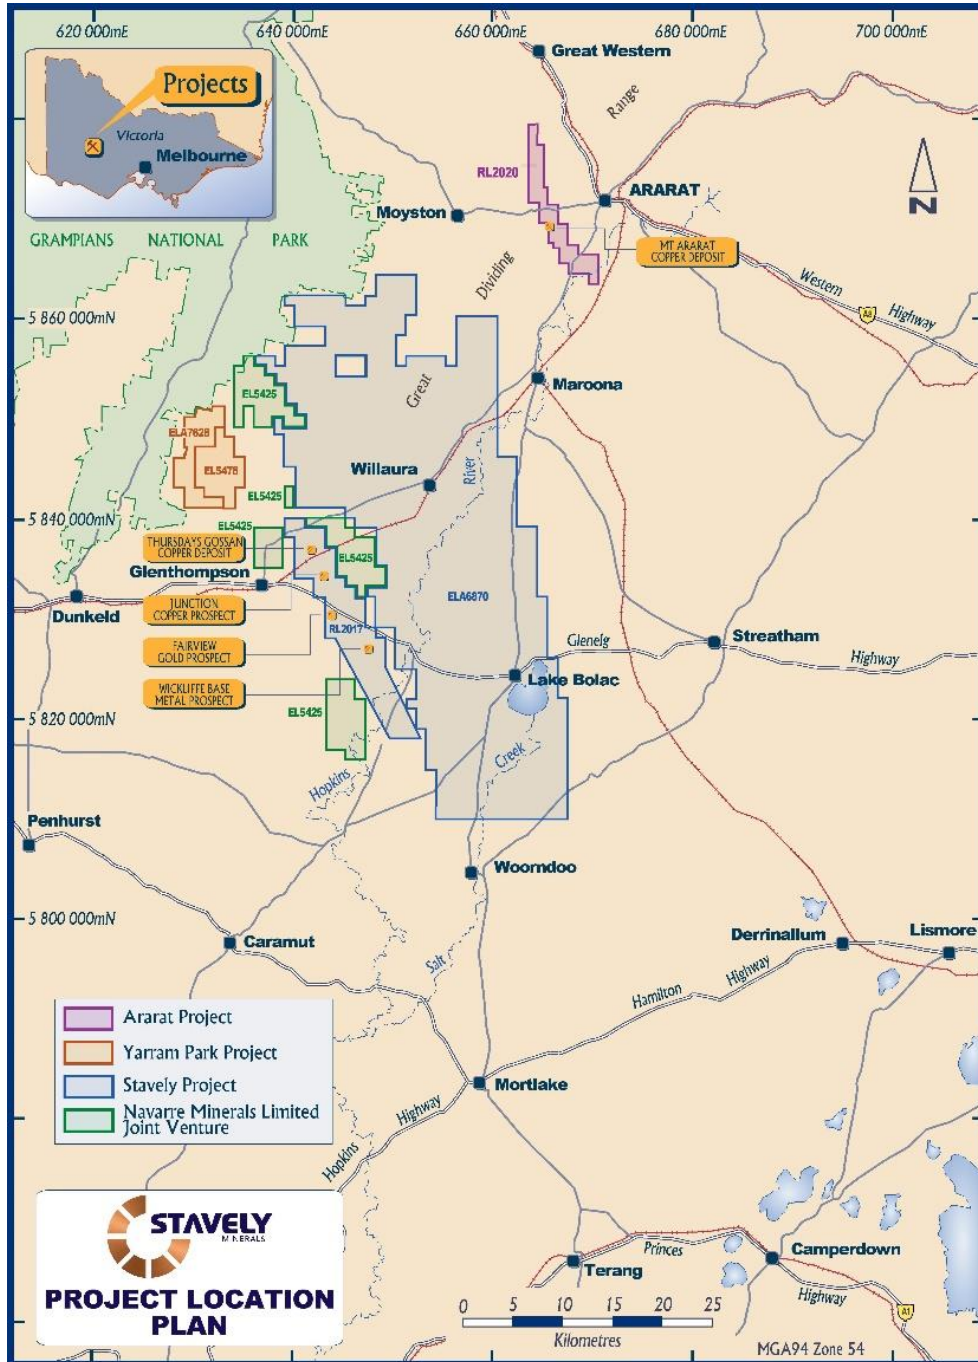 620 000mE
640 000mE
660 000mE
680 000mE
700 000mE
Great Western
Projects
Victoria
Melbourne
Range
RL2020
ARARAT
Moyston
N
GRAMPIANS NATIONAL PARK
MT ARARAT
COPPER DEPOSIT
Dividing
Western
A8
Highway
5 860 000mN
Great
Maroona
EL5425
ELA7628
EL5478
Willaura
River
EL5425
5 840 000mN
EL5425
THURSDAYS GOSSAN
COPPER DEPOSIT
EL5425
Glenthompson
Dunkeld
JUNCTION
COPPER PROSPECT
ELA6870
RL2017
FAIRVIEW
GOLD PROSPECT
Glenelg
Streatham
Highway
WICKLIFFE BASE
METAL PROSPECT
Lake Bolac
EL5425
5 820 000mN
Creek
Hopkins
Penhurst
Woorndoo
5 800 000mN
Caramut
Derrinallum
Lismore
Salt
Highway
Hamilton
Ararat Project
Yarram Park Project
Stavely Project
Navarre Minerals Limited
Joint Venture
Mortlake
Highway
Hopkins
STAVELY
MINERALS
PROJECT LOCATION
PLAN
Princes
Camperdown
Terang
Highway
A1
0 5 10 15 20 25
Kilometres
MGA94 Zone 54